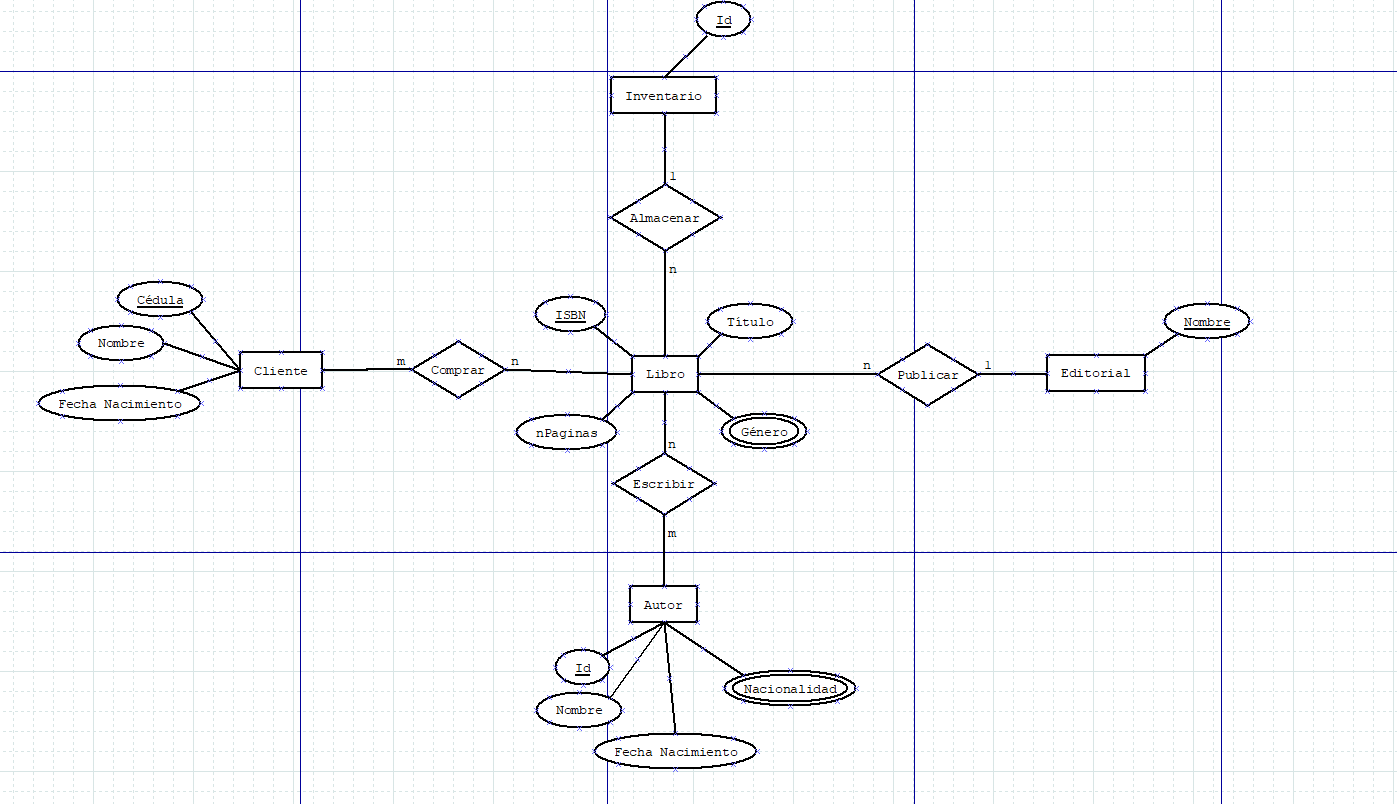 Id
Inventario
1
Almacenar
n
Cédula
ISBN
Título
Nombre
Nombre
m
n
n
1
Cliente
Comprar
Libro
Publicar
Editorial
Fecha Nacimiento
nPaginas
Género
n
Escribir
m
Autor
Id
Nacionalidad
Nombre
Fecha Nacimiento